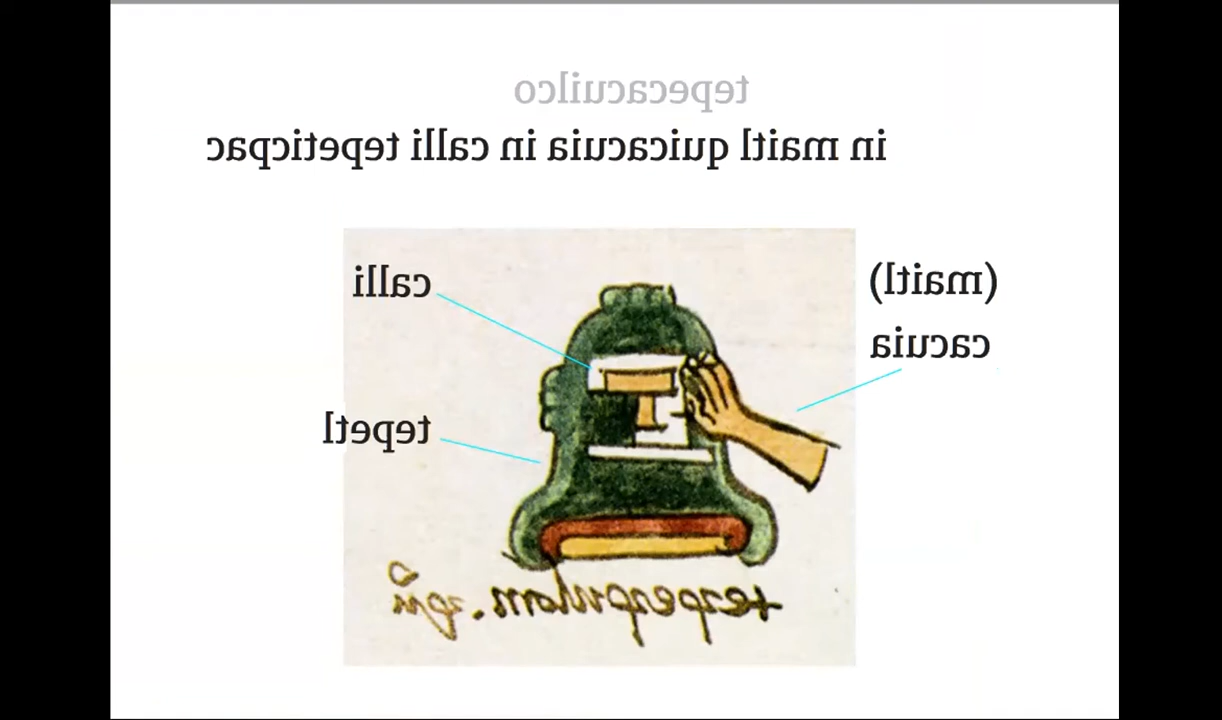 tepecacuilco
in maitl quicacuia in calli tepeticpac
(maitl)
calli
cacuia
tepetl